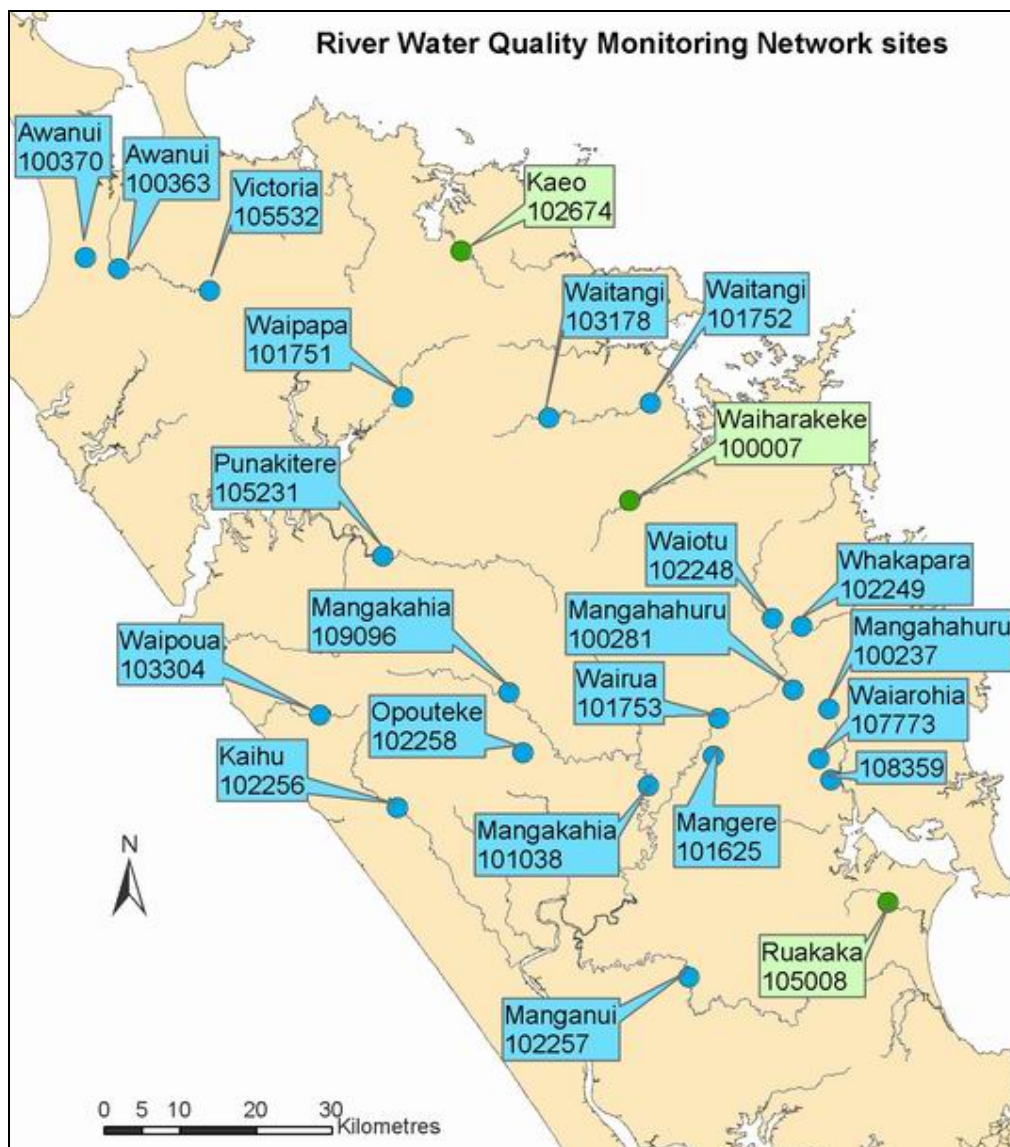 River Water Quality Monitoring Network sites
Awanui
100370
Awanui
100363
Victoria
105532
Kaeo
102674
Waitangi
103178
Waitangi
101752
Waipapa
101751
Waiharakeke
100007
Punakitere
105231
Waiotu
102248
Whakapara
102249
Mangakahia
109096
Mangahahuru
100281
Mangahahuru
100237
Waipoua
103304
Wairua
101753
Waiarohia
107773
Opouteke
102258
Kaihu
102256
108359
Mangakahia
101038
Mangere
101625
N
Ruakaka
105008
Manganui
102257
0 5 10 20 30
Kilometres